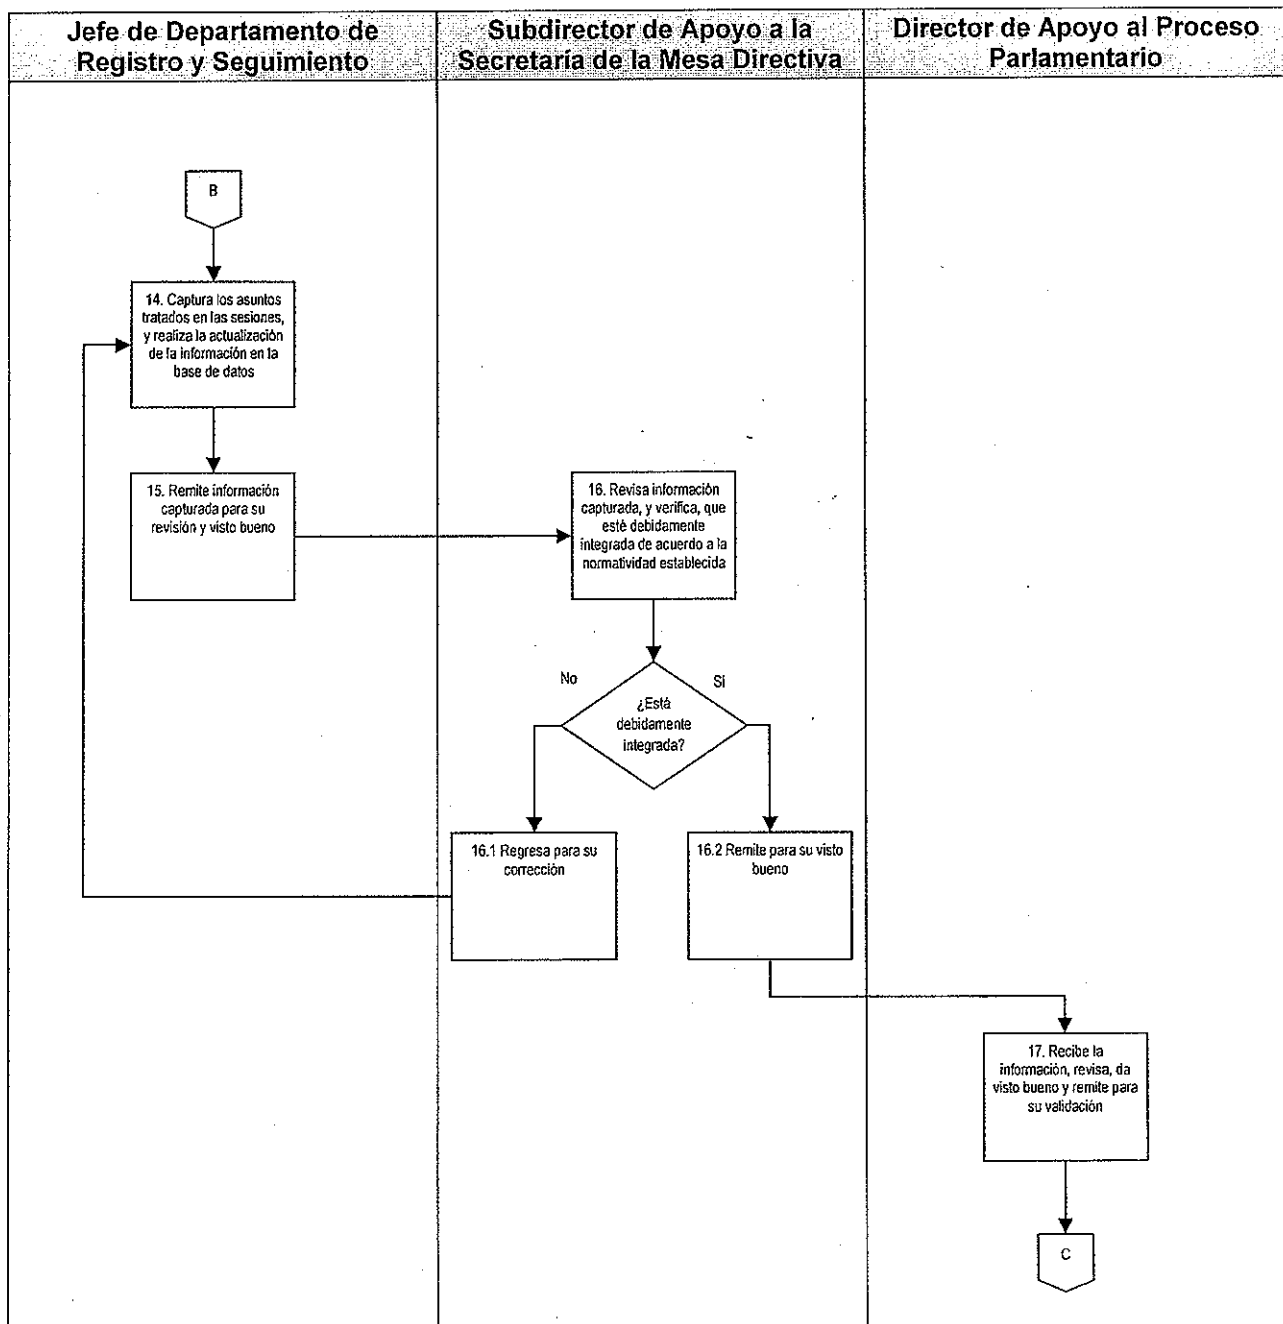 Jefe de Departamento de
Registro y Seguimiento
Subdirector de Apoyo a la
Secretaría de la Mesa Directiva
Director de Apoyo al Proceso
Parlamentario
B
14. Captura los asuntos
tratados en las sesiones,
y realiza la actualización
de la información en la
base de datos
15. Remite información
capturada para su
revisión y visto bueno
16. Revisa información
capturada, y verifica, que
esté debidamente
integrada de acuerdo a la
normatividad establecida
No
Si
¿Está
debidamente
integrada?
16.1 Regresa para su
corrección
16.2 Remite para su visto
bueno
17. Recibe la
información, revisa, da
visto bueno y remite para
su validación
C